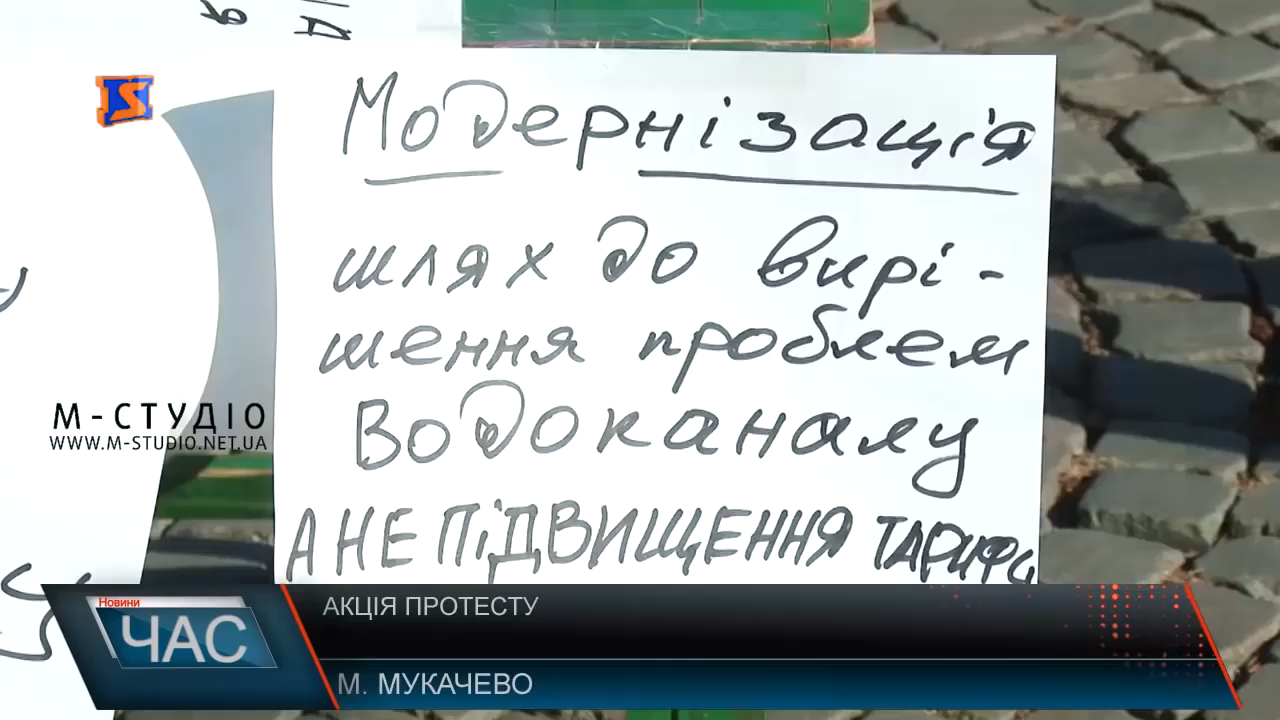 Модернізація
шлях до вирі-
шення проблем
Водоканалу
А НЕ ПІДВИЩЕННЯ
М-СТУДІО
WWW.M-STUDIO.NET.UA
Новини
ЧАС
АКЦІЯ ПРОТЕСТУ
М. МУКАЧЕВО